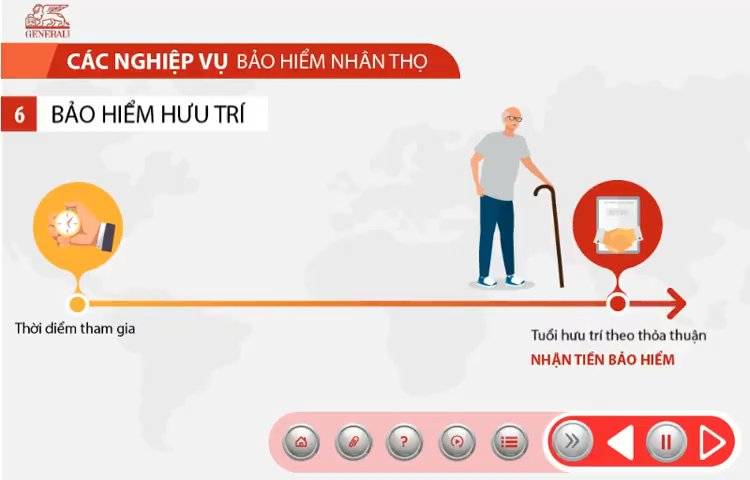 GENERALI
CÁC NGHIỆP VỤ BẢO HIỂM NHÂN THỌ
6 BẢO HIỂM HƯU TRÍ
Thời điểm tham gia
Tuổi hưu trí theo thỏa thuận
NHẬN TIỀN BẢO HIỂM
?